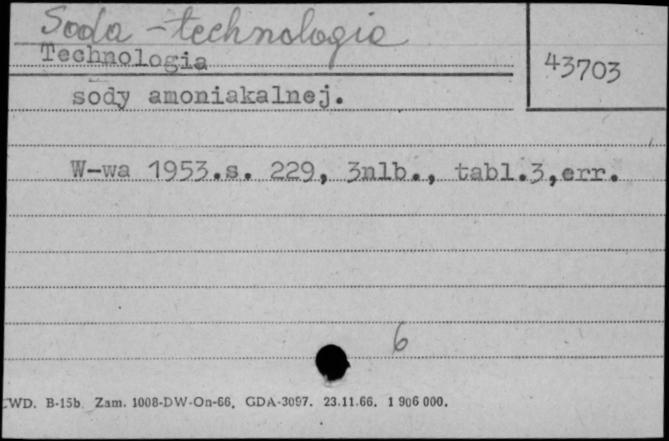 Soda - technologia
Technologia
43703
sody amoniakalnej.
W-wa 1953.s. 229, 3nlb., tabl.3,err.
6
WD. B-15b Zam. 1008-DW-On-66, GDA-3097. 23.11.66. 1 906 000.